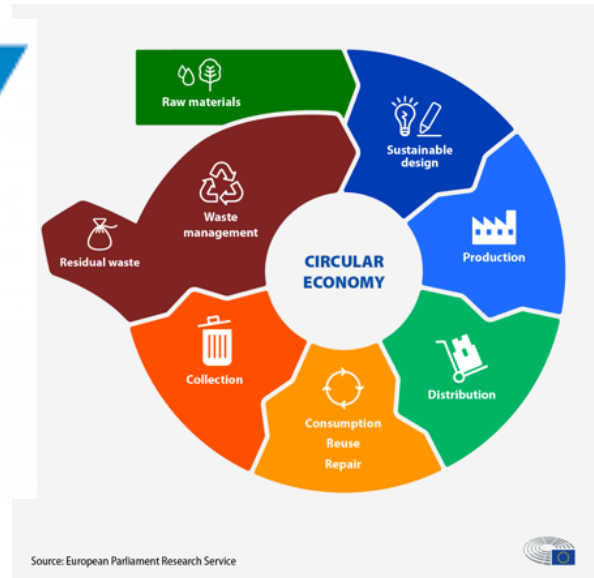 Raw materials
Sustainable
design
Production
Distribution
Consumption
Reuse
Repair
Collection
Waste
management
Residual waste
CIRCULAR
ECONOMY
Source: European Parliament Research Service